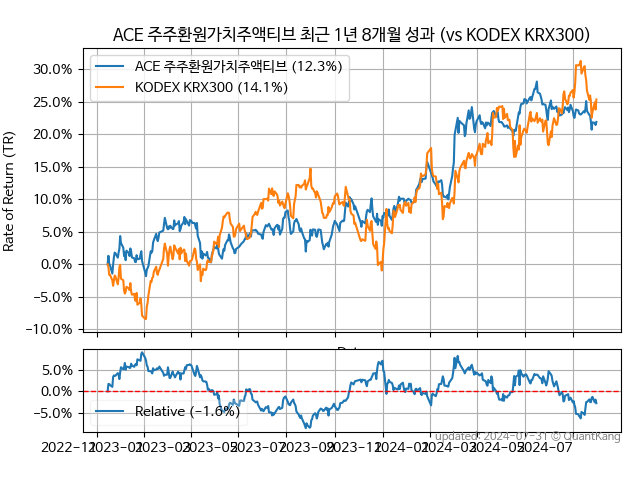 ACE 주주환원가치주액티브 최근 1년 8개월 성과 (vs KODEX KRX300)
ACE 주주환원가치주액티브 (12.3%)
KODEX KRX300 (14.1%)
Rate of Return (TR)
30.0%
25.0%
20.0%
15.0%
10.0%
5.0%
0.0%
−5.0%
−10.0%
5.0%
0.0%
−5.0%
Relative (−1.6%)
updated: 2024-07-31 © QuantKang
2022-11 2023-01 2023-03 2023-05 2023-07 2023-09 2023-11 2024-01 2024-03 2024-05 2024-07